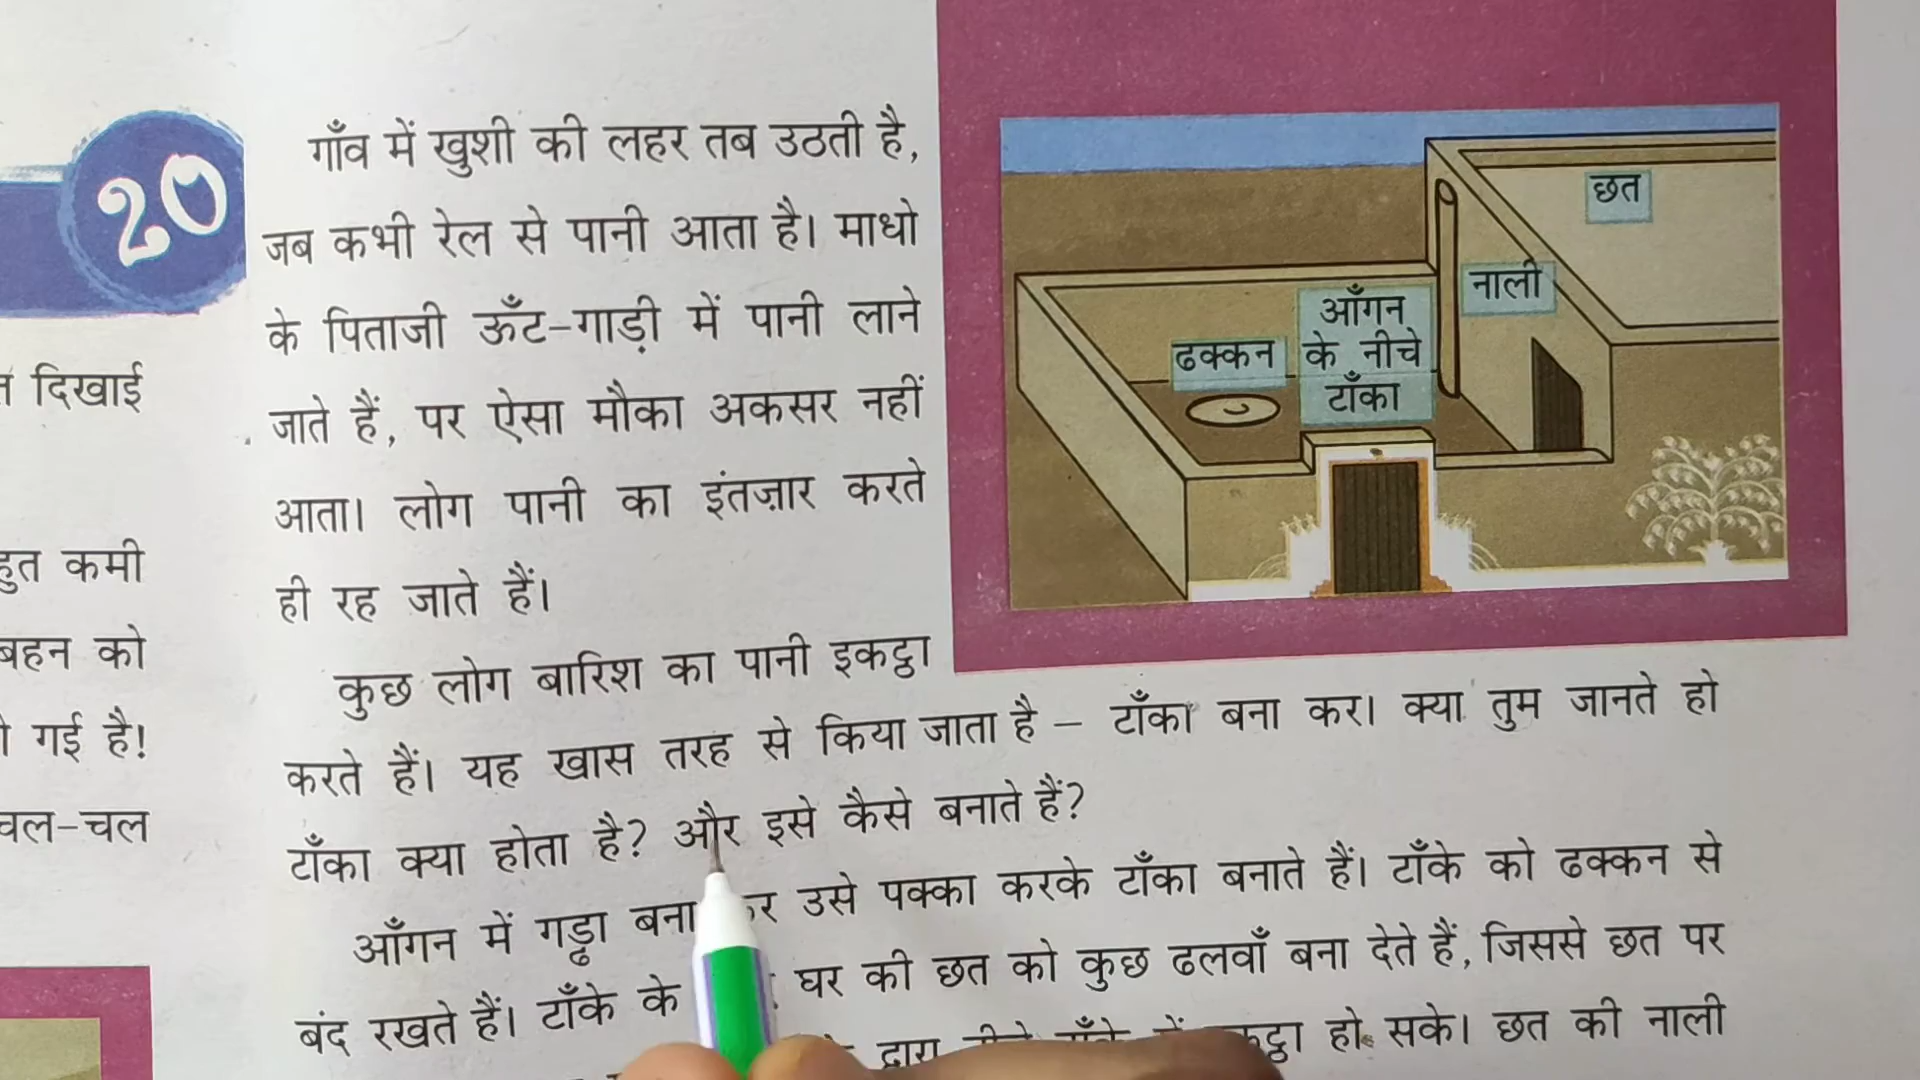 20
दिखाई
कमी
बहन को
गई है!
चल-चल
गाँव में खुशी की लहर तब उठती है,
जब कभी रेल से पानी आता है। माधो
के पिताजी ऊँट-गाड़ी में पानी लाने
जाते हैं, पर ऐसा मौका अकसर नहीं
आता। लोग पानी का इंतज़ार करते
ही रह जाते हैं।
कुछ लोग बारिश का पानी इकट्ठा
करते हैं। यह खास तरह से किया जाता है – टाँका बना कर। क्या तुम जानते हो
टाँका क्या होता है? और इसे कैसे बनाते हैं?
आँगन में गड्ढा बना उसे पक्का करके टाँका बनाते हैं। टाँके को ढक्कन से
बंद रखते हैं। टाँके के घर की छत को कुछ ढलवाँ बना देते हैं, जिससे छत पर
द्वारा हो सके। छत की नाली
छत
नाली
आँगन
के नीचे
टाँका
ढक्कन